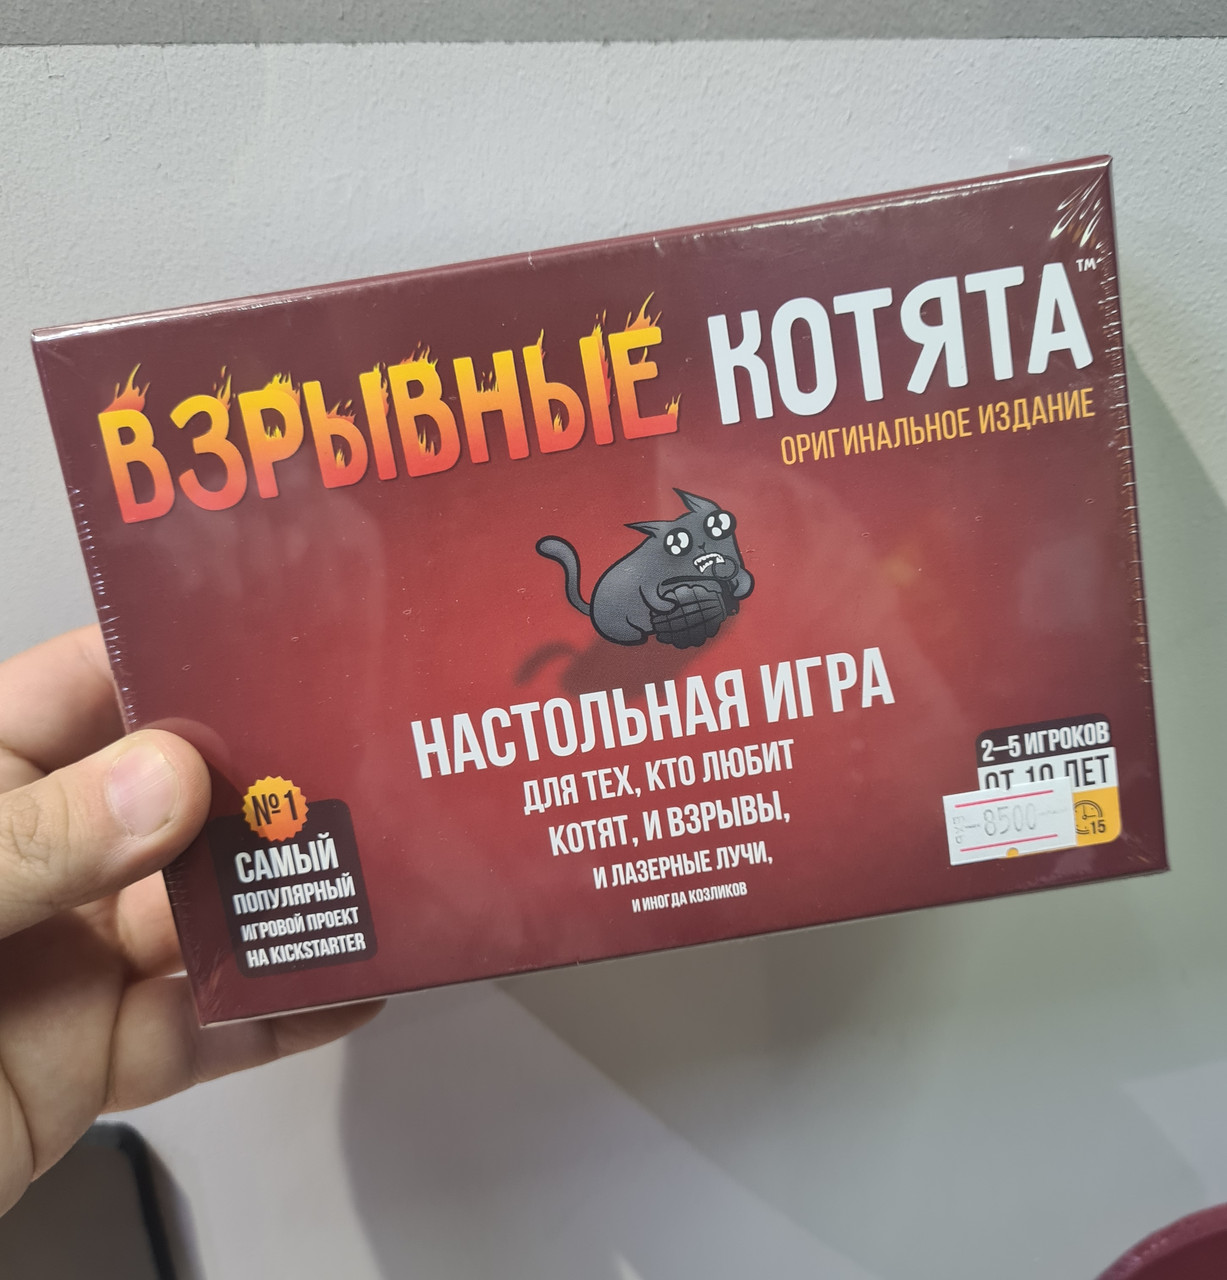 ВЗРЫВНЫЕ КОТЯТА™
ОРИГИНАЛЬНОЕ ИЗДАНИЕ
НАСТОЛЬНАЯ ИГРА
ДЛЯ ТЕХ, КТО ЛЮБИТ
КОТЯТ, И ВЗРЫВЫ,
И ЛАЗЕРНЫЕ ЛУЧИ,
И ИНОГДА КОЗЛИКОВ
№1
САМЫЙ
ПОПУЛЯРНЫЙ
ИГРОВОЙ ПРОЕКТ
НА KICKSTARTER
2–5 ИГРОКОВ
ОТ 10 ЛЕТ
8500
15